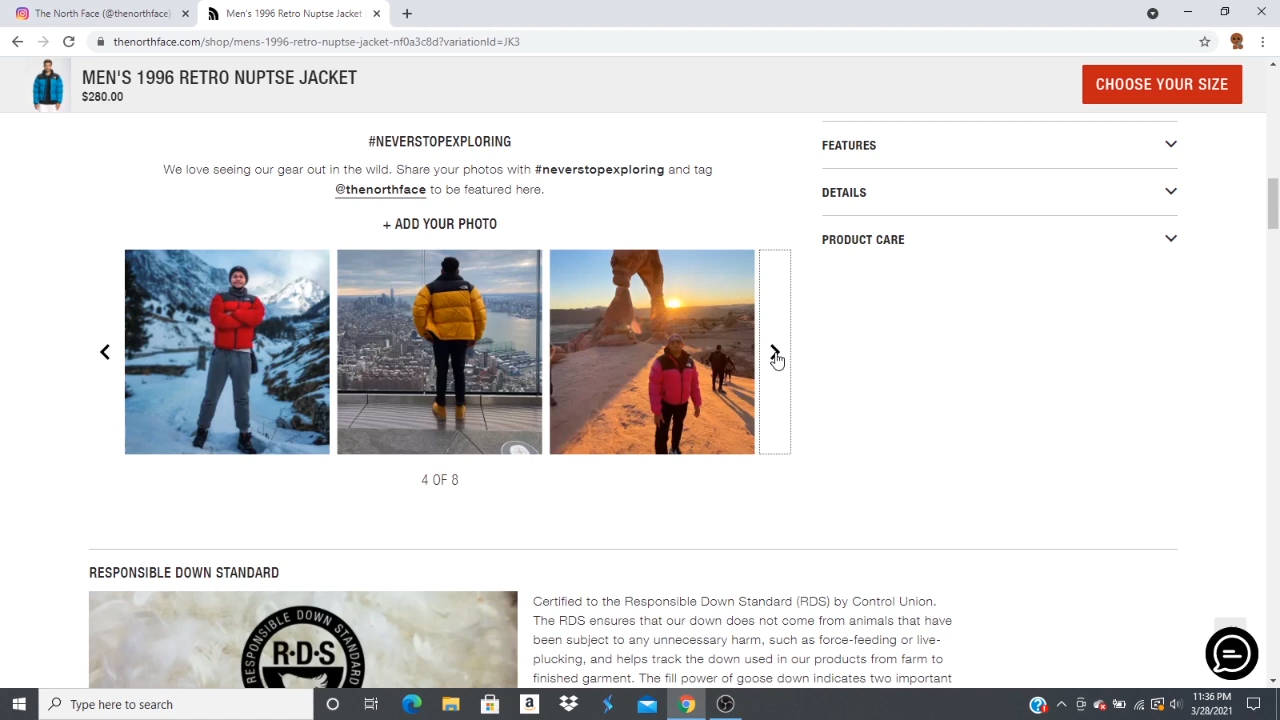 The North Face (@thenorthface)
Men's 1996 Retro Nuptse Jacket
thenorthface.com/shop/mens-1996-retro-nuptse-jacket-nf0a3c8d?variationId=JK3
MEN'S 1996 RETRO NUPTSE JACKET
$280.00
CHOOSE YOUR SIZE
#NEVERSTOPEXPLORING
We love seeing our gear out in the wild. Share your photos with #neverstopexploring and tag
@thenorthface to be featured here.
+ ADD YOUR PHOTO
4 OF 8
FEATURES
DETAILS
PRODUCT CARE
RESPONSIBLE DOWN STANDARD
RESPONSIBLE DOWN STANDARD
R·D·S
Certified to the Responsible Down Standard (RDS) by Control Union.
The RDS ensures that our down does not come from animals that have
been subject to any unnecessary harm, such as force-feeding or live-
plucking, and helps track the down used in our products from farm to
finished garment. The fill power of goose down indicates two important
Type here to search
11:36 PM
3/28/2021